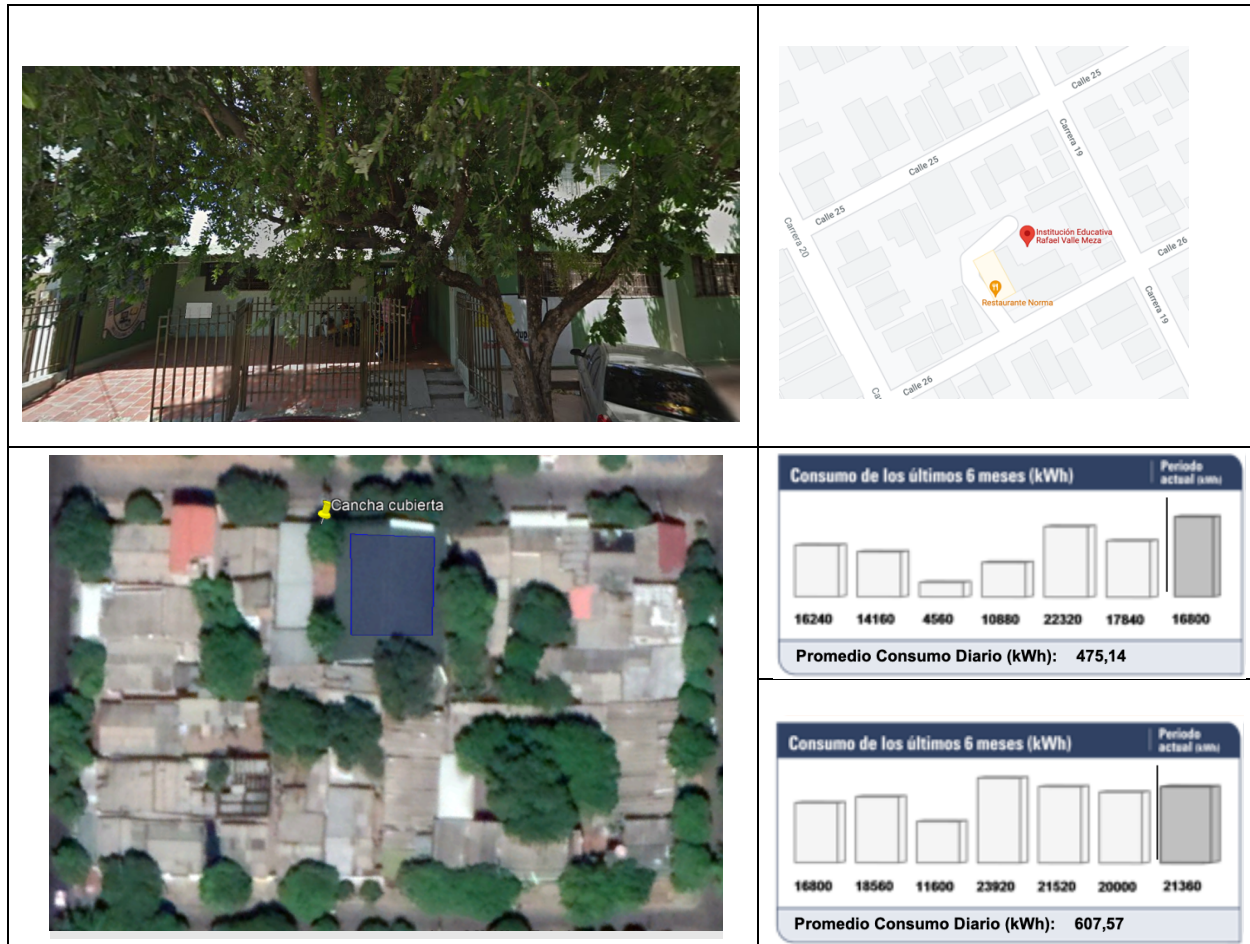 Calle 25
Carrera 19
Calle 25
Calle 25
Carrera 20
Institución Educativa
Rafael Valle Meza
Calle 26
Restaurante Norma
Carrera 19
Calle 26
Cancha cubierta
Consumo de los últimos 6 meses (kWh)
Periodo
actual (kWh)
16240 14160 4560 10880 22320 17840 16800
Promedio Consumo Diario (kWh): 475,14
Consumo de los últimos 6 meses (kWh)
Periodo
actual (kWh)
16800 18560 11600 23920 21520 20000 21360
Promedio Consumo Diario (kWh): 607,57